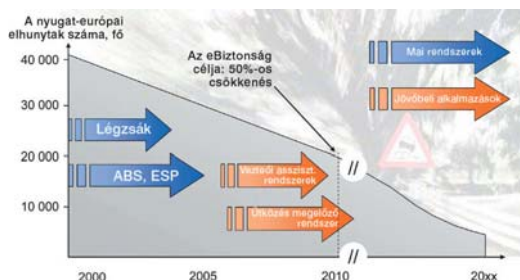 A nyugat-európai
elhunytak száma, fő
40 000
30 000
20 000
10 000
Az eBiztonság
célja: 50%-os
csökkenés
Mai rendszerek
Jövőbeli alkalmazások
Légzsák
ABS, ESP
Vezetői assziszt.
rendszerek
Ütközés megelőző
rendszer
//
//
2000
2005
2010
20xx